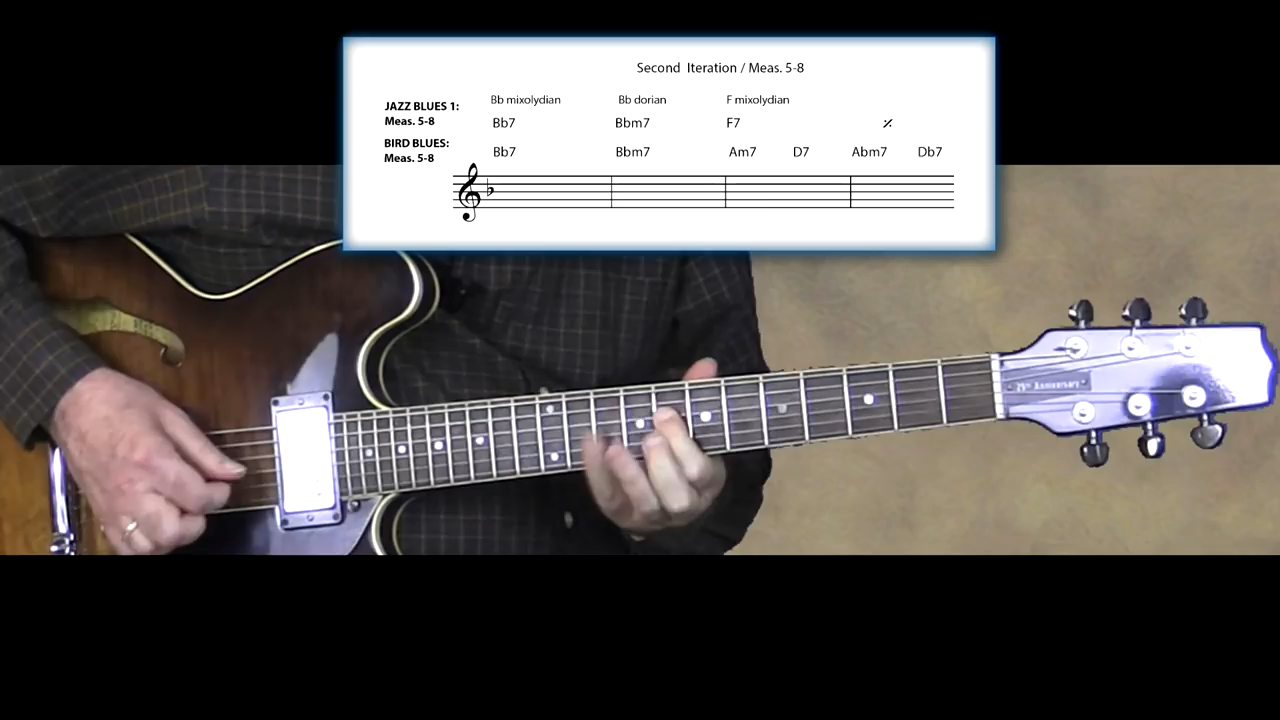 Second Iteration / Meas. 5-8
Bb mixolydian Bb dorian F mixolydian
JAZZ BLUES 1:
Meas. 5-8 Bb7 Bbm7 F7
BIRD BLUES:
Meas. 5-8 Bb7 Bbm7 Am7 D7 Abm7 Db7